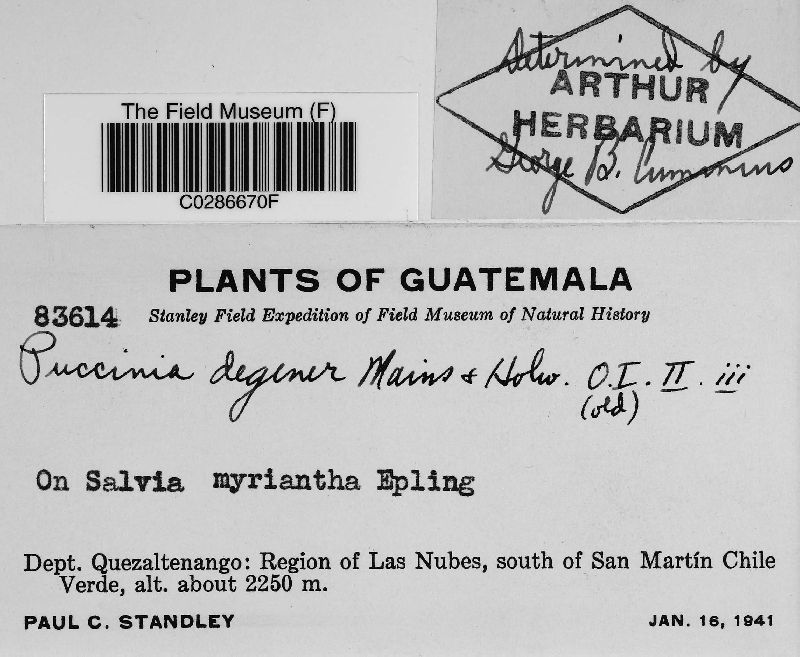 The Field Museum (F)
C0286670F
Determined by
ARTHUR
HERBARIUM
George B. Cummins
PLANTS OF GUATEMALA
83614 Stanley Field Expedition of Field Museum of Natural History
Puccinia degener Mains & Holw. O.I. II. iii
(old)
On Salvia myriantha Epling
Dept. Quezaltenango: Region of Las Nubes, south of San Martín Chile
Verde, alt. about 2250 m.
PAUL C. STANDLEY JAN. 16, 1941